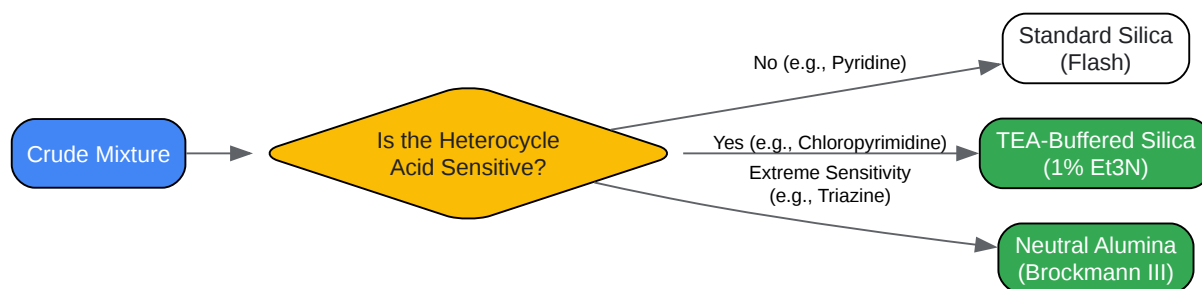 Crude Mixture
Is the Heterocycle
Acid Sensitive?
No (e.g., Pyridine)
Standard Silica
(Flash)
Yes (e.g., Chloropyrimidine)
TEA-Buffered Silica
(1% Et3N)
Extreme Sensitivity
(e.g., Triazine)
Neutral Alumina
(Brockmann III)